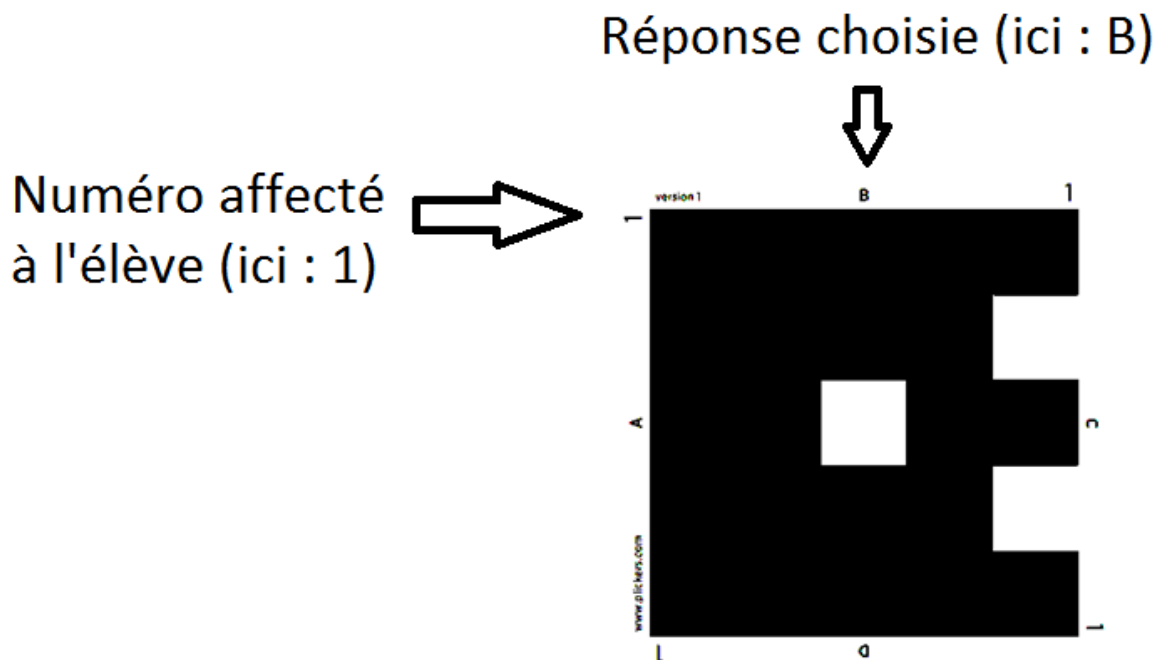 Réponse choisie (ici : B)
Numéro affecté
à l'élève (ici : 1)
version 1
B
1
1
A
C
www.plickers.com
1
1
D